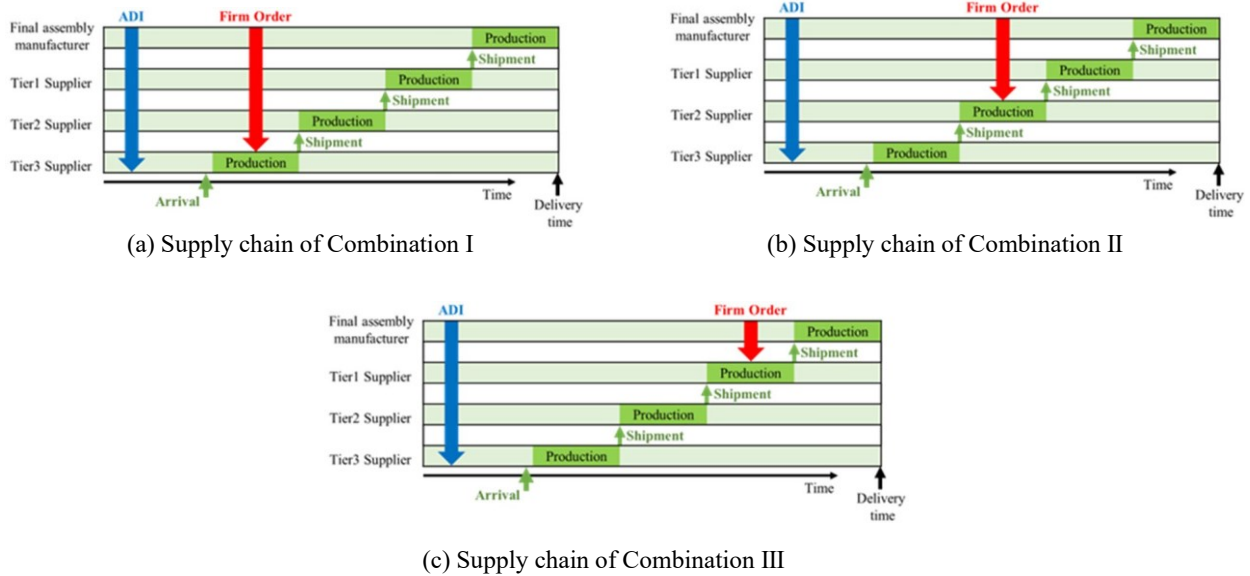 ADI
Firm Order
Final assembly
manufacturer
Production
Shipment
Tier1 Supplier
Production
Shipment
Tier2 Supplier
Production
Shipment
Tier3 Supplier
Production
Time
Arrival
Delivery
time
(a) Supply chain of Combination I
ADI
Firm Order
Final assembly
manufacturer
Production
Shipment
Tier1 Supplier
Production
Shipment
Tier2 Supplier
Production
Shipment
Tier3 Supplier
Production
Time
Arrival
Delivery
time
(b) Supply chain of Combination II
ADI
Firm Order
Final assembly
manufacturer
Production
Shipment
Tier1 Supplier
Production
Shipment
Tier2 Supplier
Production
Shipment
Tier3 Supplier
Production
Time
Arrival
Delivery
time
(c) Supply chain of Combination III